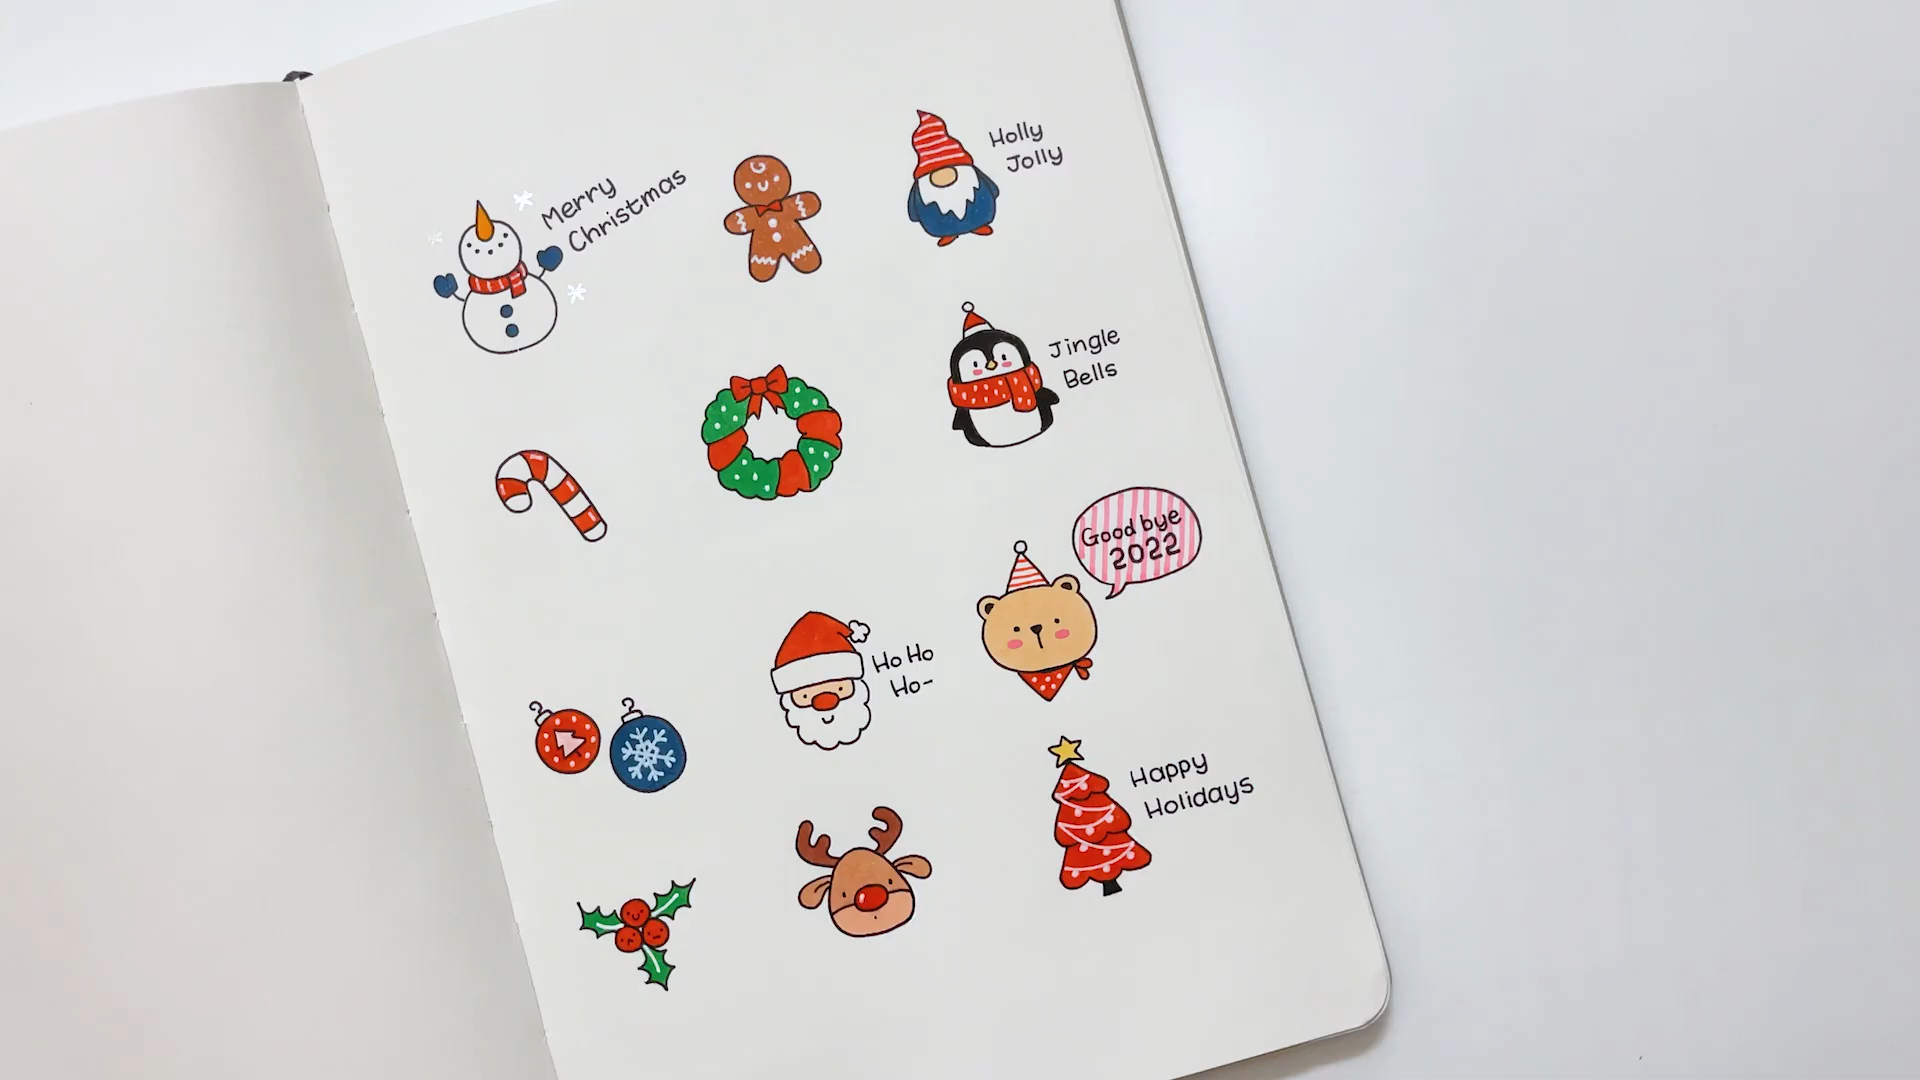 Merry
Christmas
Holly
Jolly
Jingle
Bells
Good bye
2022
Ho Ho
Ho-
Happy
Holidays